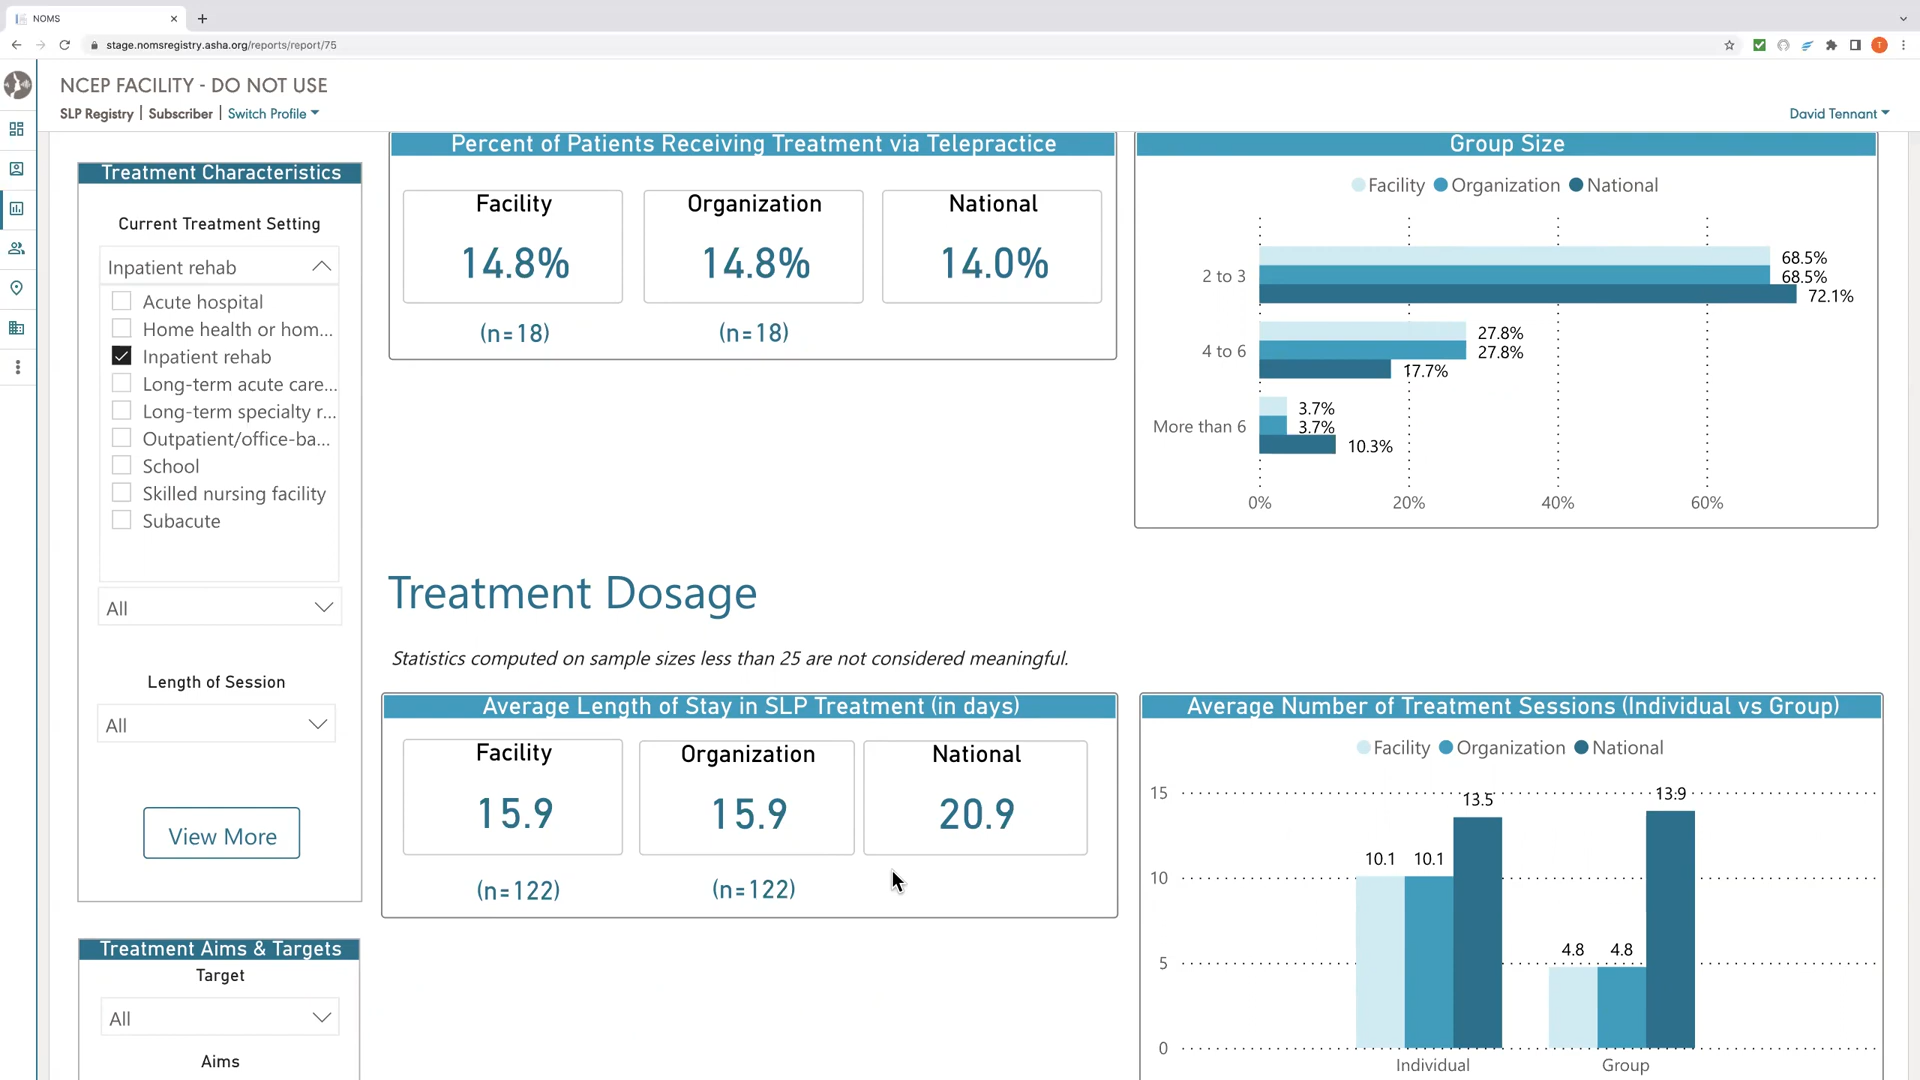 NOMS
stage.nomsregistry.asha.org/reports/report/75
T
NCEP FACILITY - DO NOT USE
SLP Registry | Subscriber | Switch Profile
David Tennant
Treatment Characteristics
Current Treatment Setting
Inpatient rehab
Acute hospital
Home health or hom...
Inpatient rehab
Long-term acute care...
Long-term specialty r...
Outpatient/office-ba...
School
Skilled nursing facility
Subacute
All
Length of Session
All
View More
Treatment Aims & Targets
Target
All
Aims
Percent of Patients Receiving Treatment via Telepractice
Facility
14.8%
(n=18)
Organization
14.8%
(n=18)
National
14.0%
Group Size
Facility Organization National
2 to 3
68.5%
68.5%
72.1%
4 to 6
27.8%
27.8%
17.7%
More than 6
3.7%
3.7%
10.3%
0% 20% 40% 60%
Treatment Dosage
Statistics computed on sample sizes less than 25 are not considered meaningful.
Average Length of Stay in SLP Treatment (in days)
Facility
15.9
(n=122)
Organization
15.9
(n=122)
National
20.9
Average Number of Treatment Sessions (Individual vs Group)
Facility Organization National
15
10
5
0
10.1 10.1 13.5
4.8 4.8 13.9
Individual Group